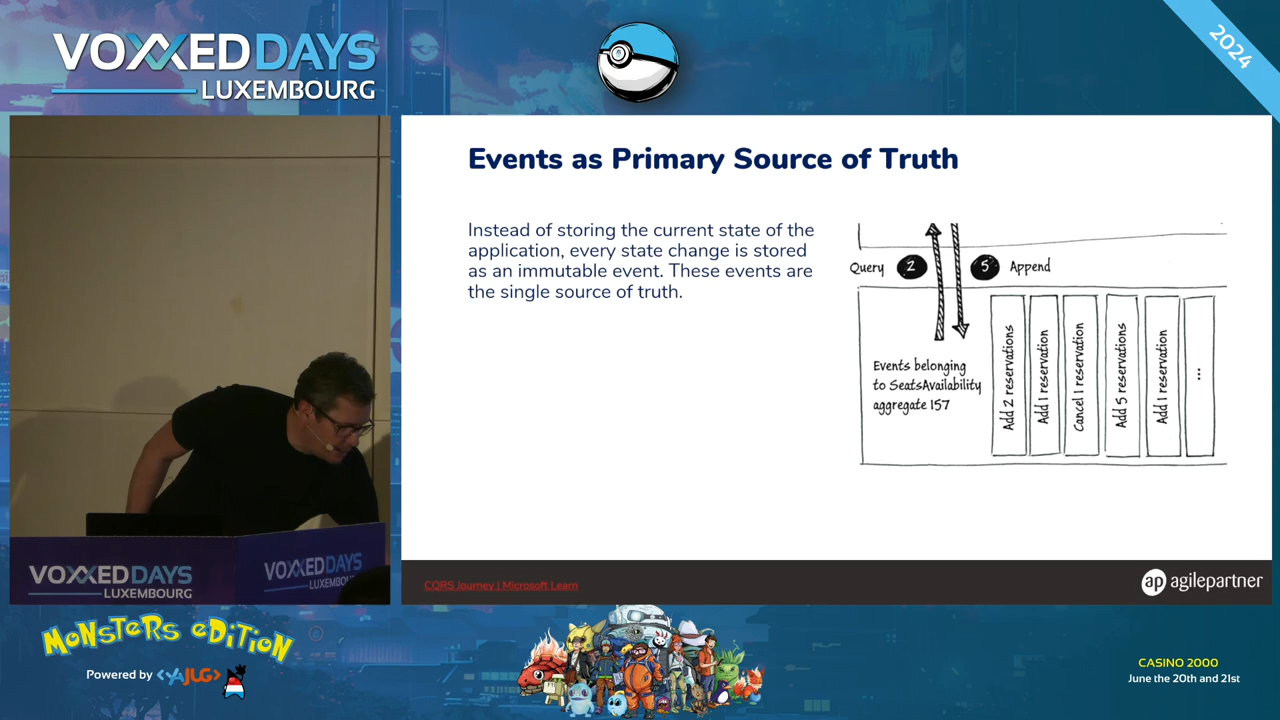 VOXXED DAYS
LUXEMBOURG
2024
Events as Primary Source of Truth
Instead of storing the current state of the
application, every state change is stored
as an immutable event. These events are
the single source of truth.
Query 2 5 Append
Events belonging
to SeatsAvailability
aggregate 157
Add 2 reservations
Add 1 reservation
Cancel 1 reservation
Add 5 reservations
Add 1 reservation
...
CQRS Journey | Microsoft Learn
ap agilepartner
VOXXED DAYS
LUXEMBOURG
VOXXED DAYS
LUXEMBOURG
MONSTERS EDITION
Powered by <YAJUG>
CASINO 2000
June the 20th and 21st